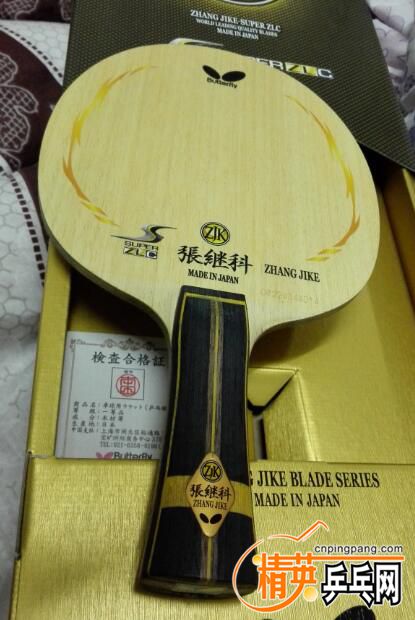 ZHANG JIKE·SUPER ZLC
WORLD LEADING QUALITY BLADES
MADE IN JAPAN
SUPER ZLC
Butterfly
SUPER
ZLC
ZJK
張継科
MADE IN JAPAN
ZHANG JIKE
検査合格証
Butterfly
ZJK
張継科
ZHANG JIKE
ZHANG JIKE BLADE SERIES
MADE IN JAPAN
cnpingpang.com
精英乒乓网